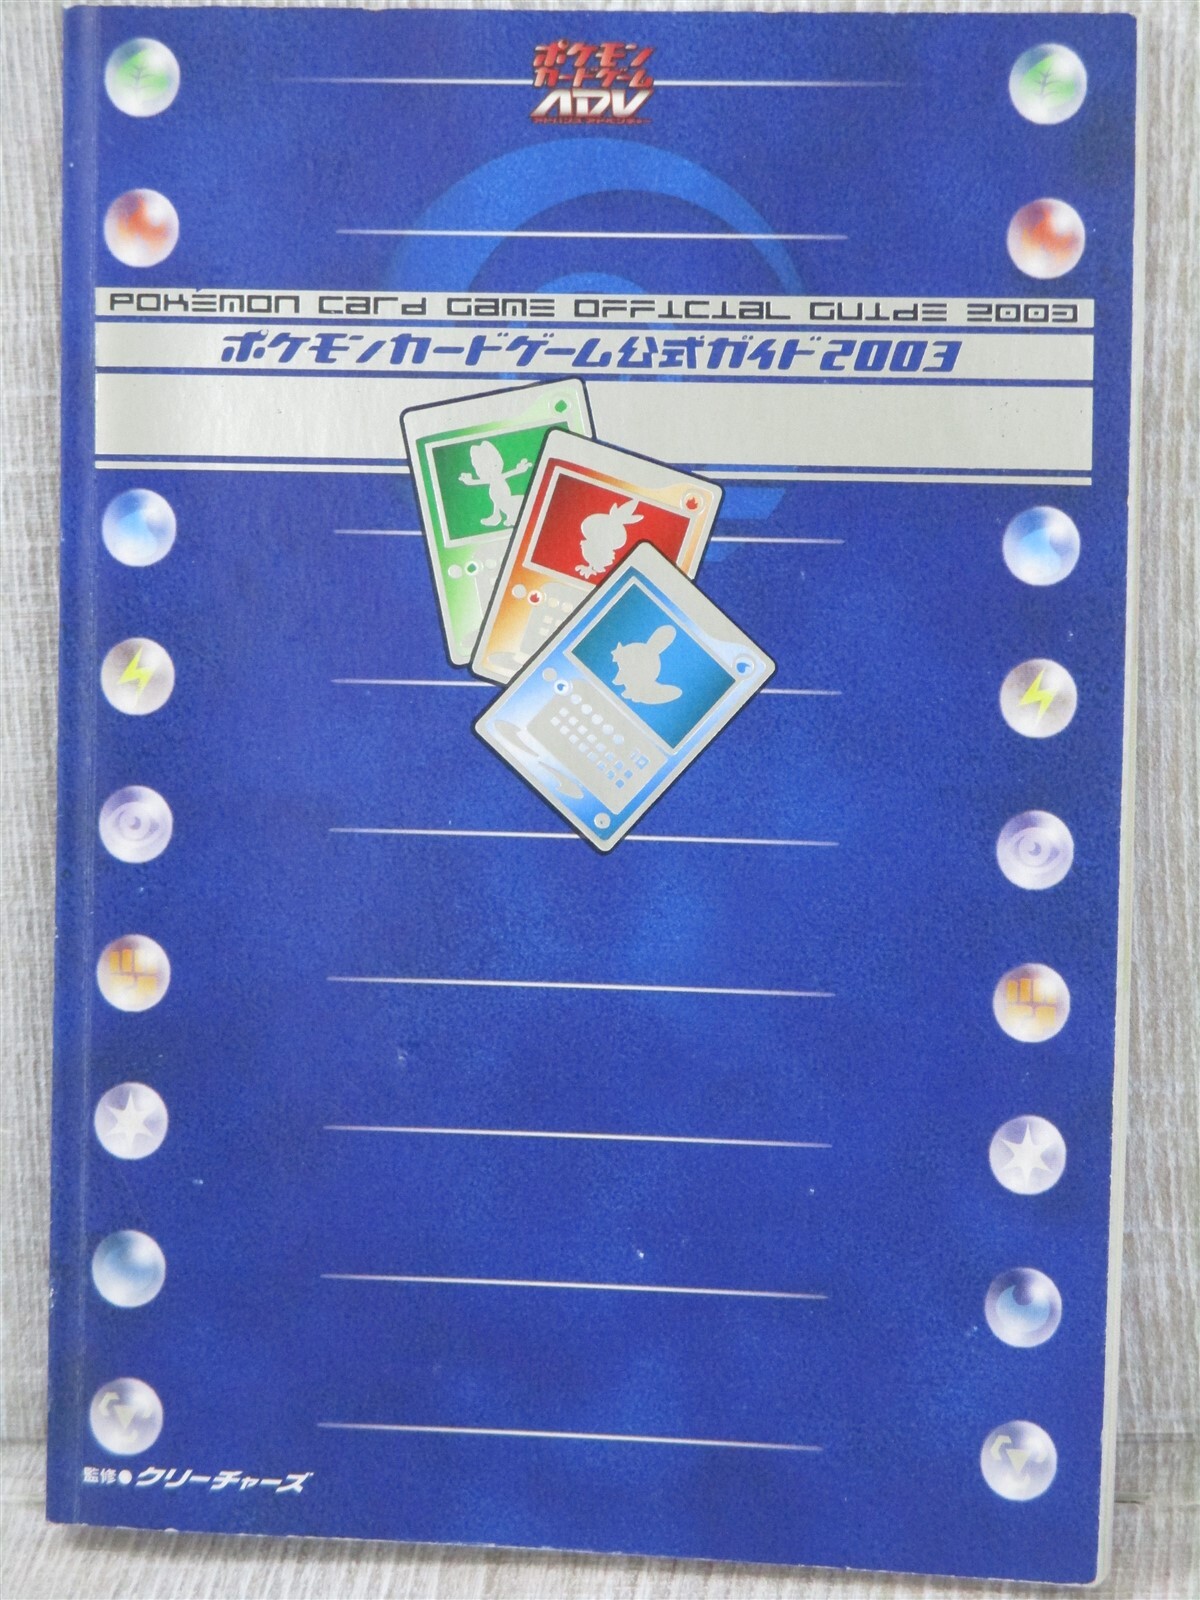 ポケモン
カードゲーム
ADV
POKÉMON CARD GAME OFFICIAL GUIDE 2003
ポケモンカードゲーム公式ガイド2003
監修●クリーチャーズ